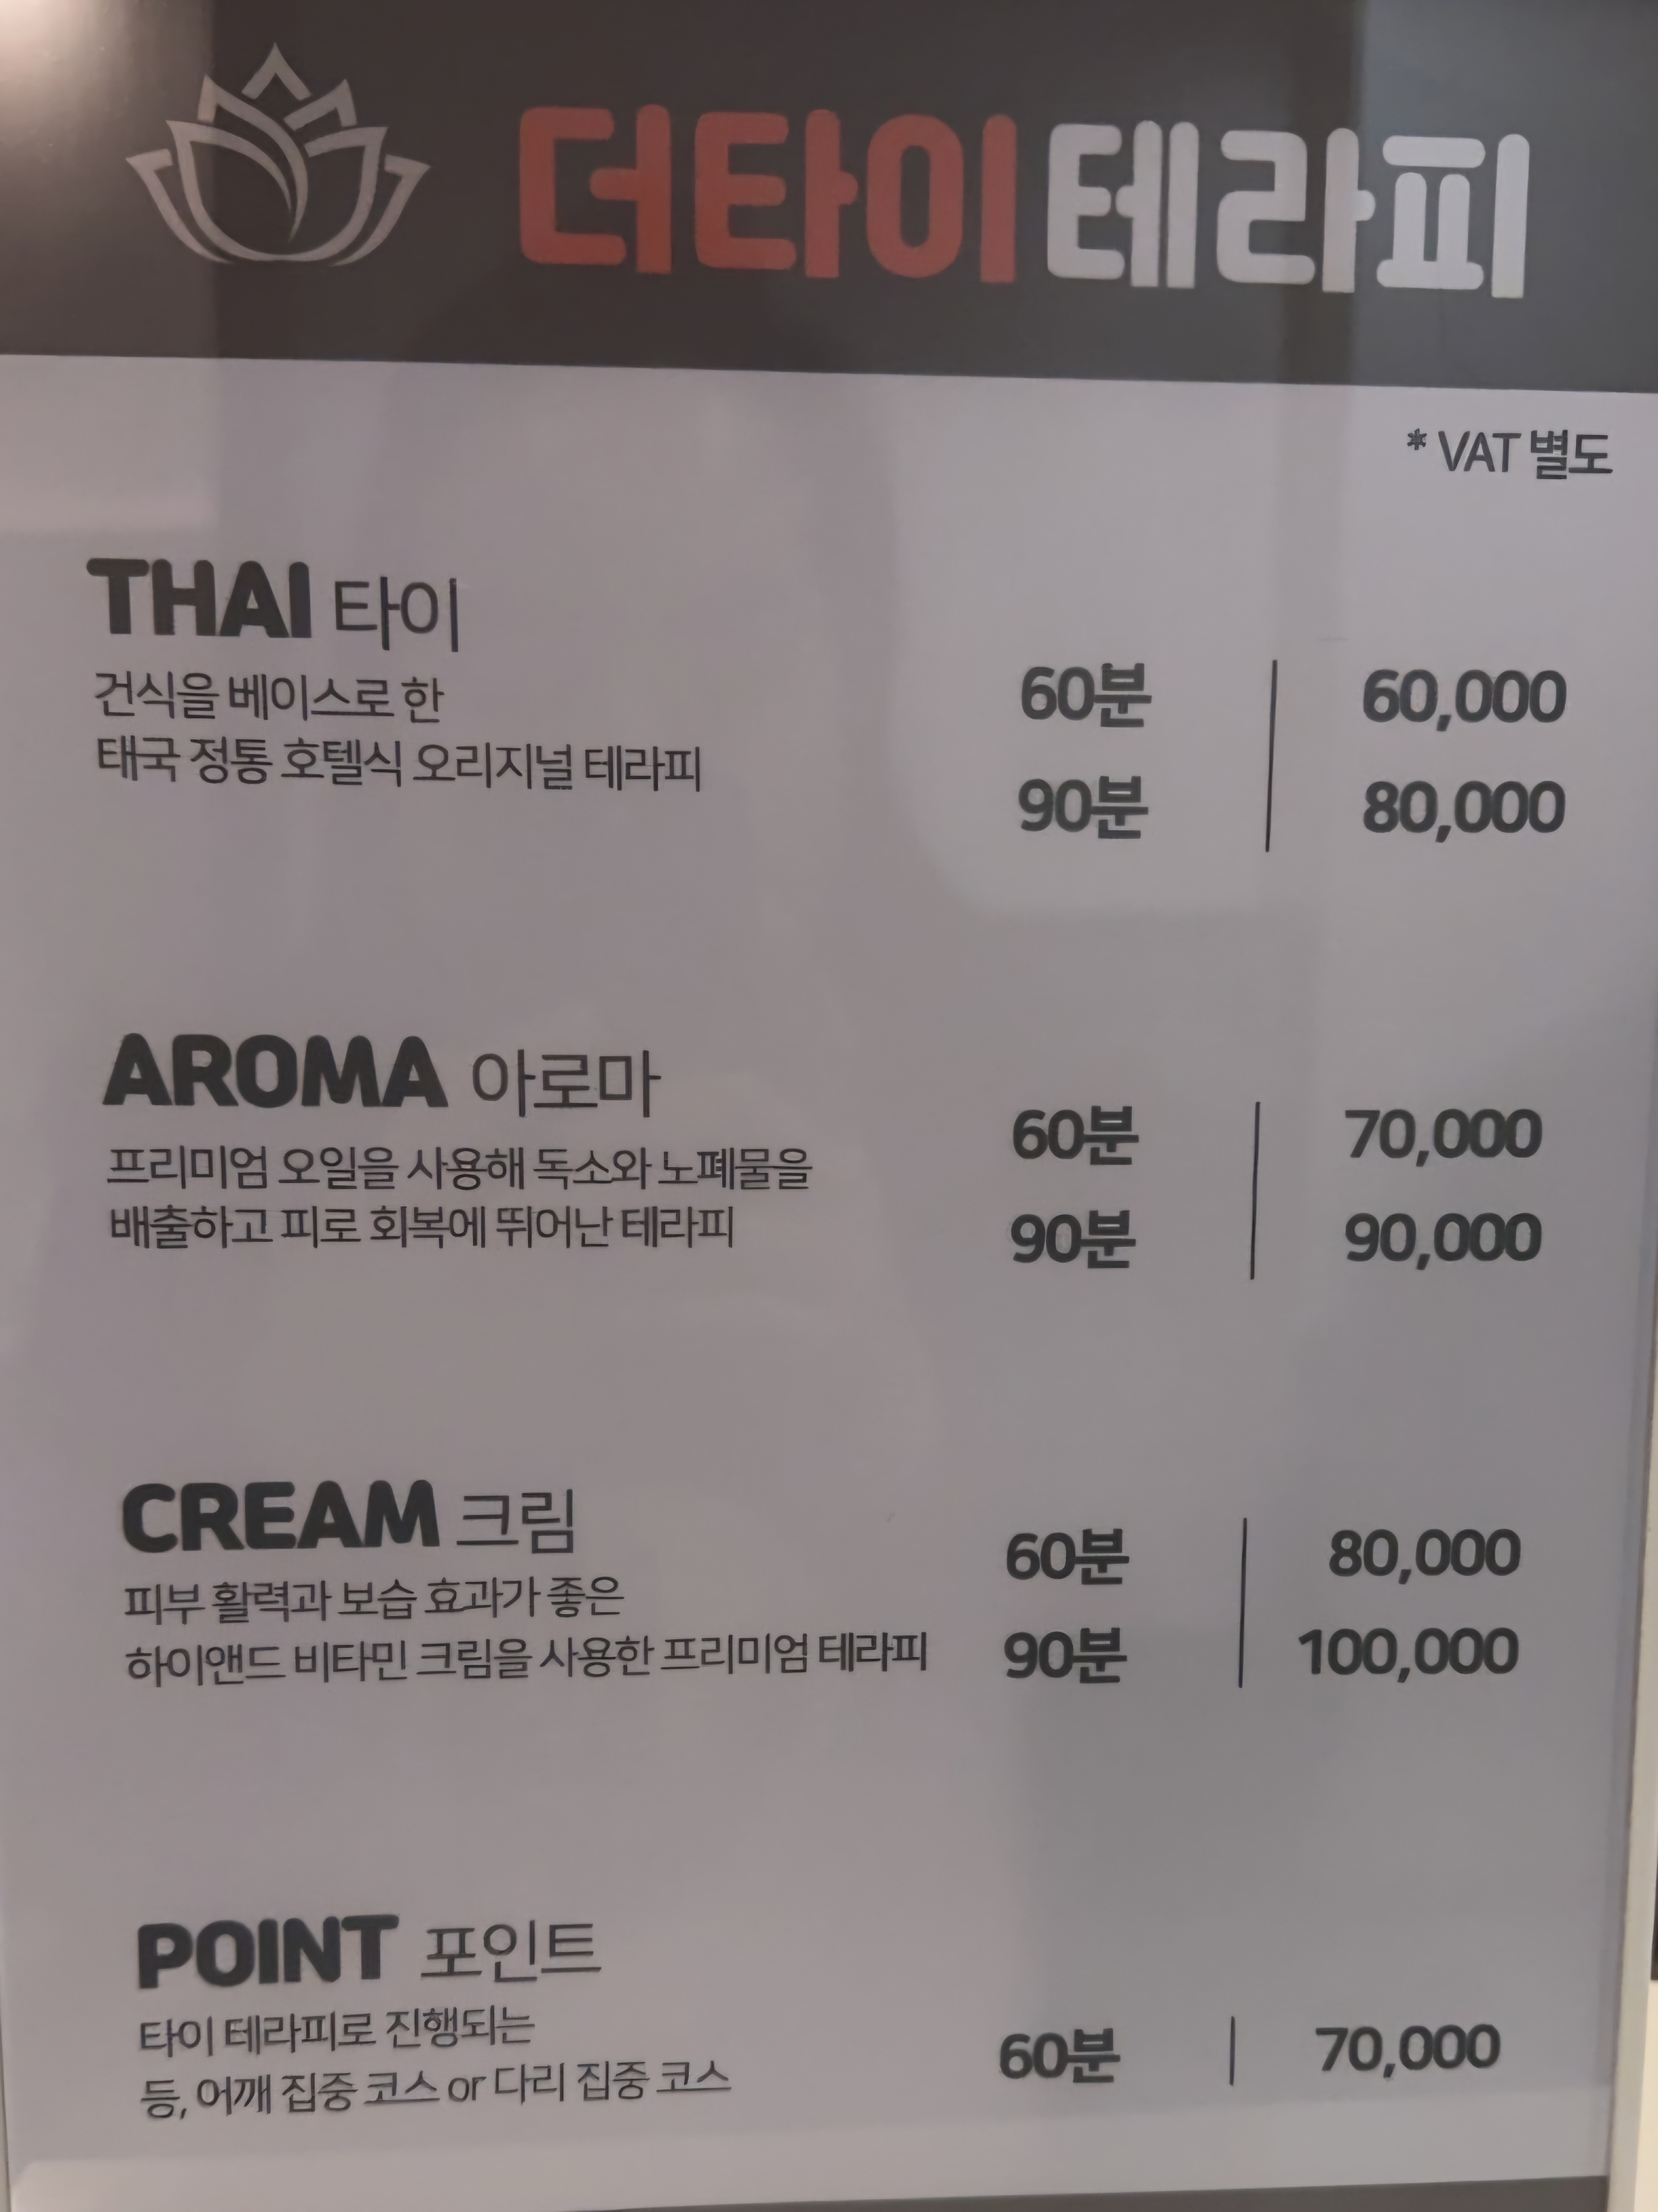 더타이테라피
* VAT 별도
THAI 타이
건식을 베이스로 한
태국 정통 호텔식 오리지널 테라피
60분 | 60,000
90분 | 80,000
AROMA 아로마
프리미엄 오일을 사용해 독소와 노폐물을
배출하고 피로 회복에 뛰어난 테라피
60분 | 70,000
90분 | 90,000
CREAM 크림
피부 활력과 보습 효과가 좋은
하이앤드 비타민 크림을 사용한 프리미엄 테라피
60분 | 80,000
90분 | 100,000
POINT 포인트
타이 테라피로 진행되는
등, 어깨 집중 코스 or 다리 집중 코스
60분 | 70,000